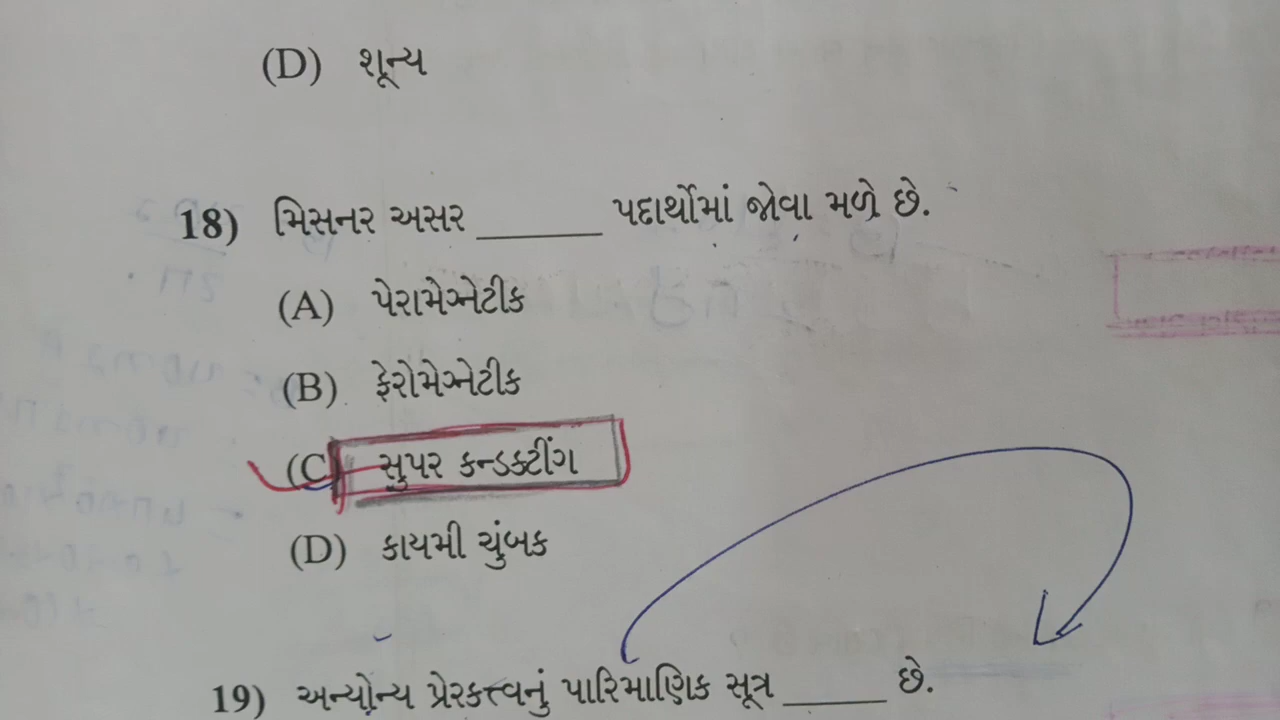 (D) શૂન્ય
18) મિસનર અસર ______ પદાર્થોમાં જોવા મળે છે.
(A) પેરામેગ્નેટીક
(B) ફેરોમેગ્નેટીક
(C) સુપર કન્ડક્ટીંગ
(D) કાયમી ચુંબક
19) અન્યોન્ય પ્રેરકત્ત્વનું પારિમાણિક સૂત્ર ______ છે.